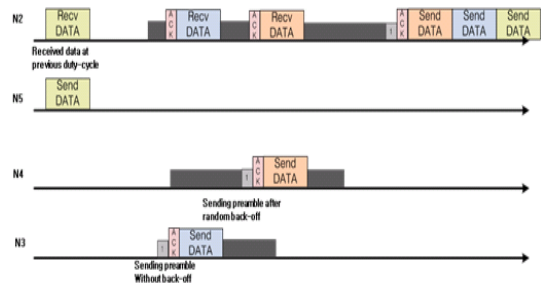 N2
Recv
DATA
A
C
K
Recv
DATA
A
C
K
Recv
DATA
1
A
C
K
Send
DATA
Send
DATA
Send
DATA
Received data at
previous duty-cycle
N5
Send
DATA
N4
1
A
C
K
Send
DATA
Sending preamble after
random back-off
N3
1
A
C
K
Send
DATA
Sending preamble
Without back-off